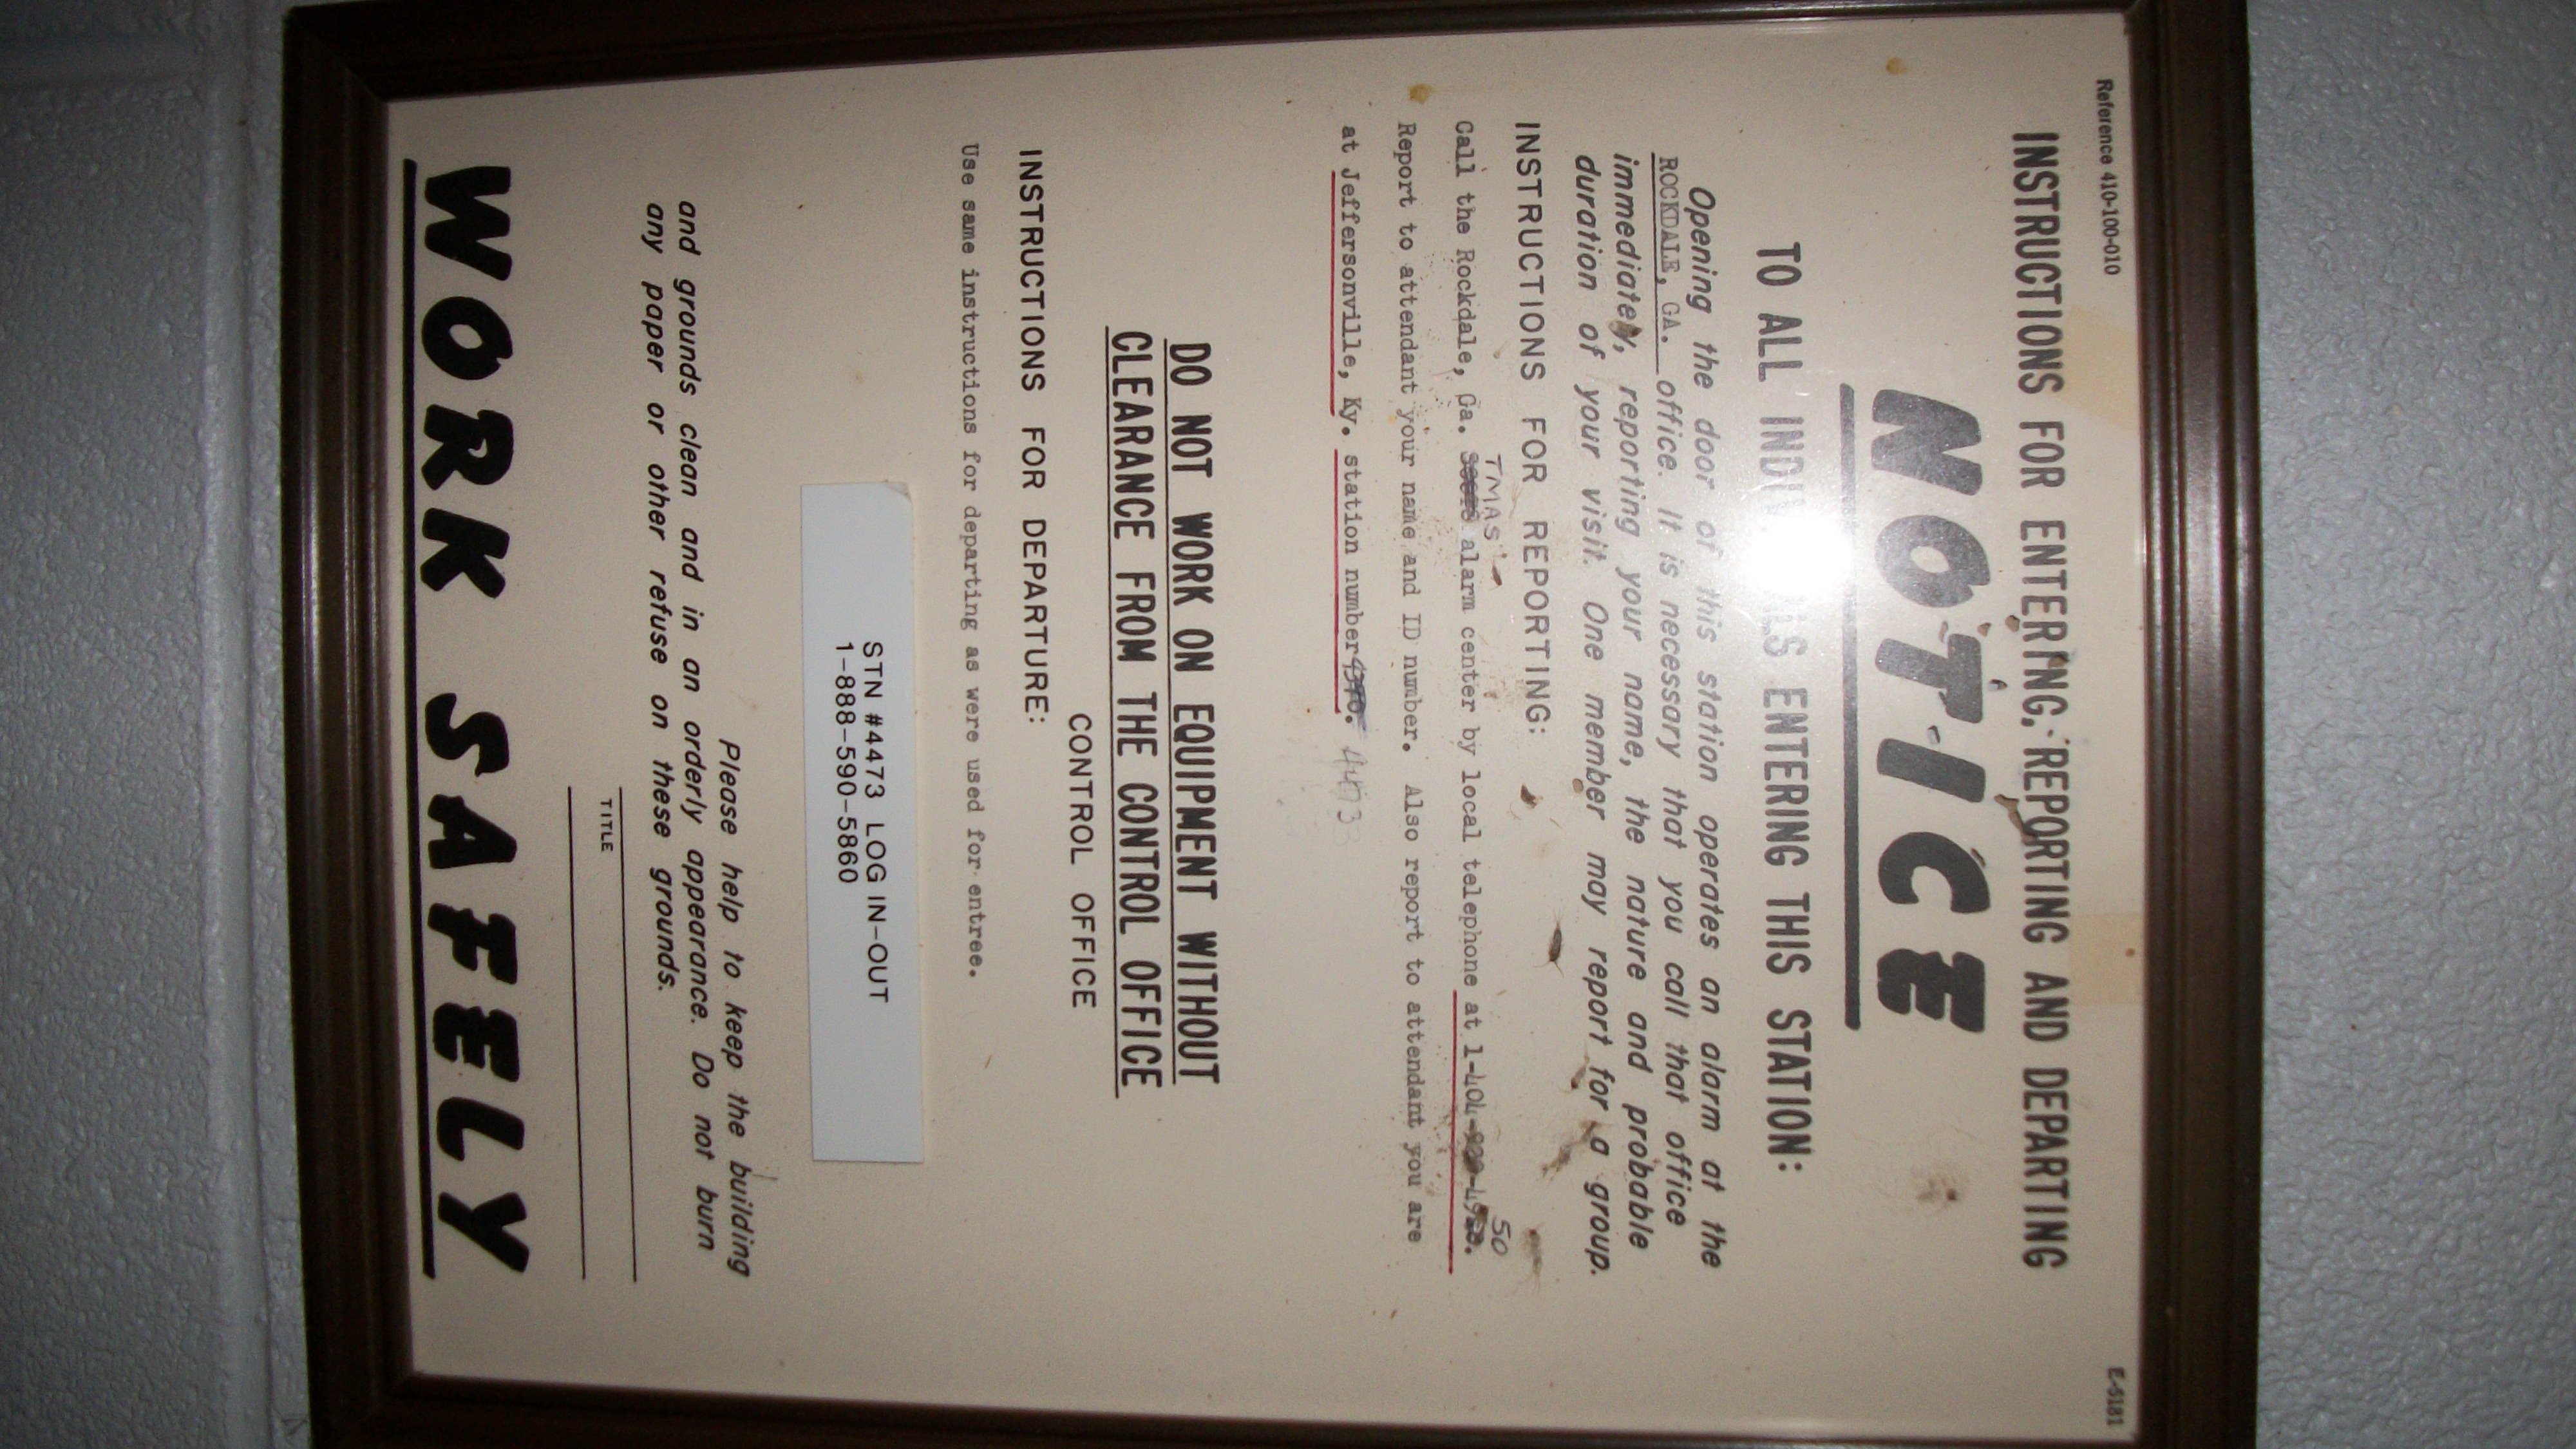 Reference 410-100-010
E-5181
INSTRUCTIONS FOR ENTERING, REPORTING AND DEPARTING
NOTICE
TO ALL ENTERING THIS STATION:
Opening the door of this station operates an alarm at the
ROCKDALE, GA. office. It is necessary that you call that office
immediately, reporting your name, the nature and probable
duration of your visit. One member may report for a group.
INSTRUCTIONS FOR REPORTING:
TMAS
50
Call the Rockdale, Ga. alarm center by local telephone at 1-404-
Report to attendant your name and ID number. Also report to attendant you are
at Jeffersonville, Ky. station number 4473
DO NOT WORK ON EQUIPMENT WITHOUT
CLEARANCE FROM THE CONTROL OFFICE
CONTROL OFFICE
INSTRUCTIONS FOR DEPARTURE:
Use same instructions for departing as were used for entree.
STN #4473 LOG IN-OUT
1-888-590-5860
Please help to keep the building
and grounds clean and in an orderly appearance. Do not burn
any paper or other refuse on these grounds.
TITLE
WORK SAFELY